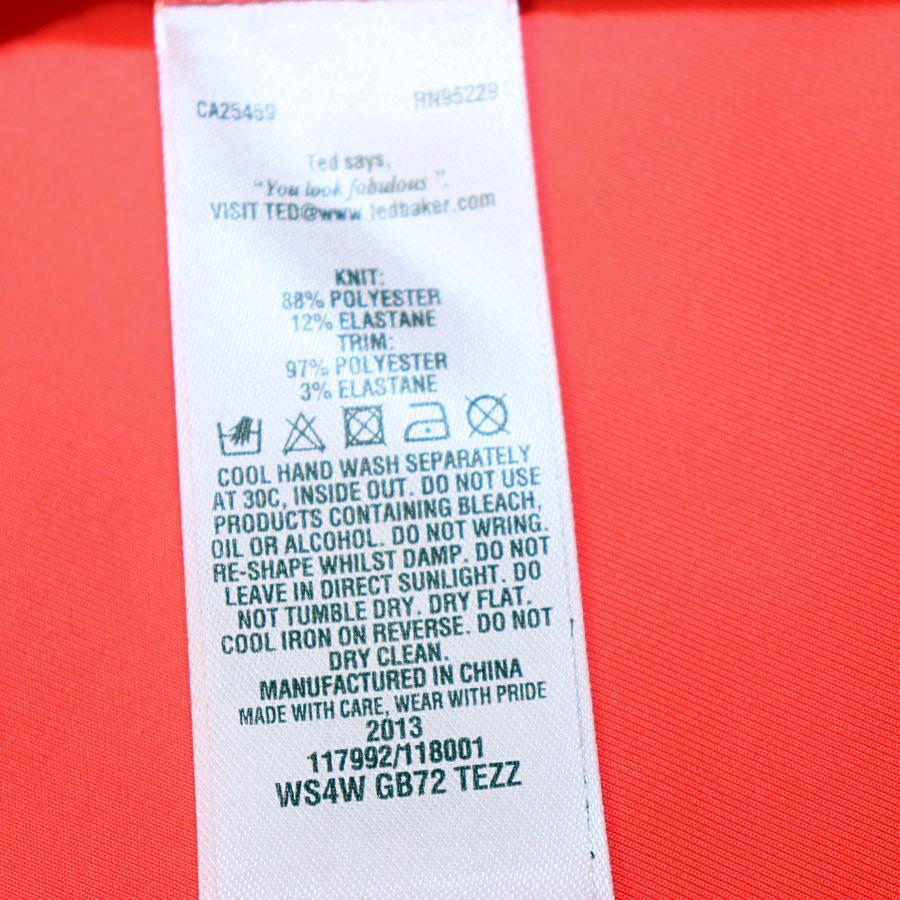 CA25459 RN95229
Ted says,
"You look fabulous".
VISIT TED@www.tedbaker.com
KNIT:
88% POLYESTER
12% ELASTANE
TRIM:
97% POLYESTER
3% ELASTANE
COOL HAND WASH SEPARATELY
AT 30C, INSIDE OUT. DO NOT USE
PRODUCTS CONTAINING BLEACH,
OIL OR ALCOHOL. DO NOT WRING.
RE-SHAPE WHILST DAMP. DO NOT
LEAVE IN DIRECT SUNLIGHT. DO
NOT TUMBLE DRY. DRY FLAT.
COOL IRON ON REVERSE. DO NOT
DRY CLEAN.
MANUFACTURED IN CHINA
MADE WITH CARE, WEAR WITH PRIDE
2013
117992/118001
WS4W GB72 TEZZ